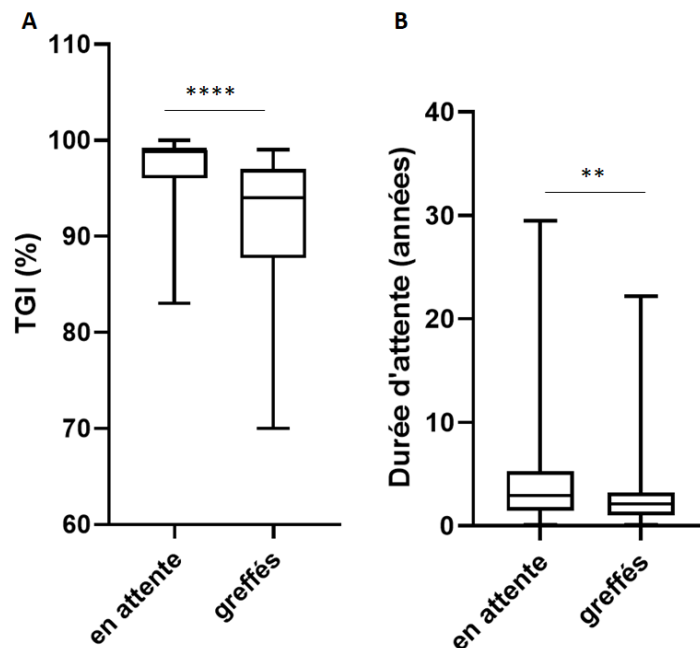 A
110
100
90
80
70
60
TGI (%)
****
en attente
greffés
B
40
30
20
10
0
Durée d'attente (années)
**
en attente
greffés